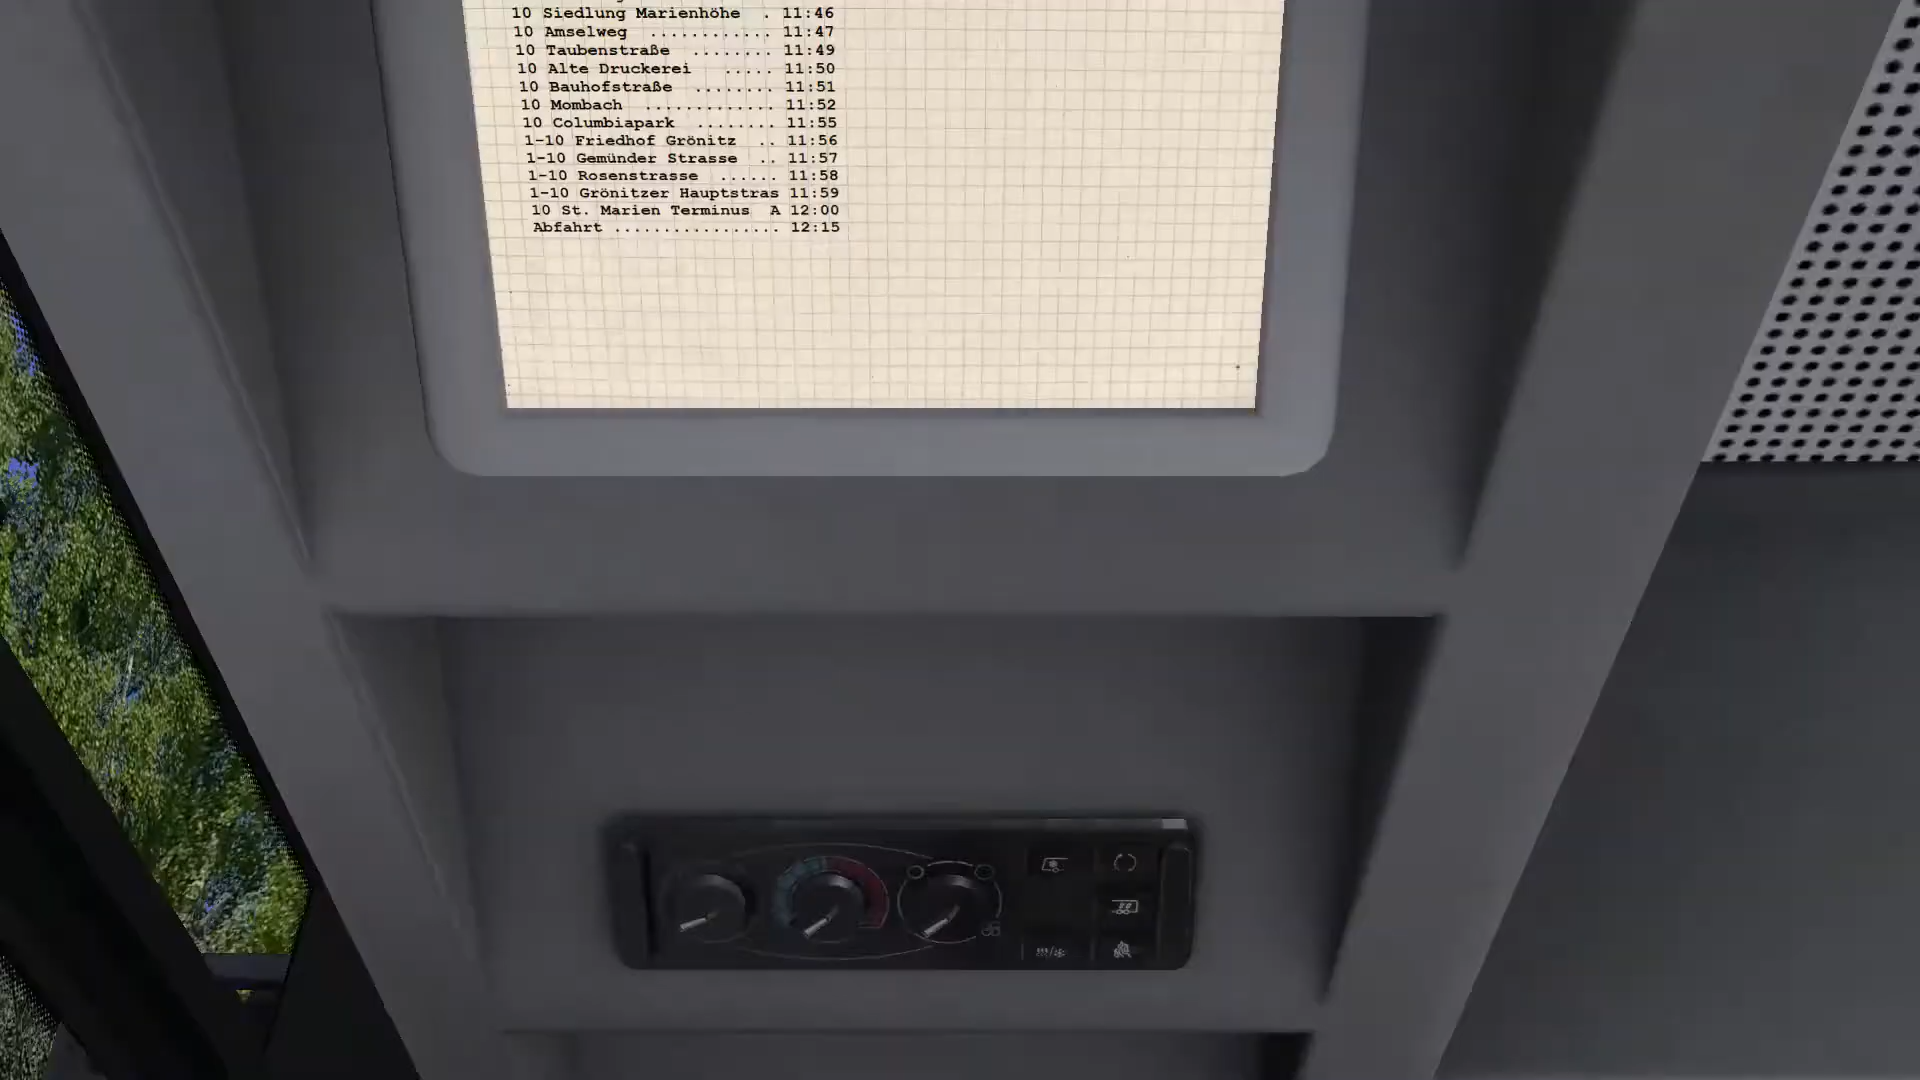 10 Siedlung Marienhöhe . 11:46
10 Amselweg ............ 11:47
10 Taubenstraße ........ 11:49
10 Alte Druckerei ..... 11:50
10 Bauhofstraße ........ 11:51
10 Mombach ............. 11:52
10 Columbiapark ........ 11:55
1-10 Friedhof Grönitz .. 11:56
1-10 Gemünder Strasse .. 11:57
1-10 Rosenstrasse ...... 11:58
1-10 Grönitzer Hauptstras 11:59
10 St. Marien Terminus A 12:00
Abfahrt ................ 12:15